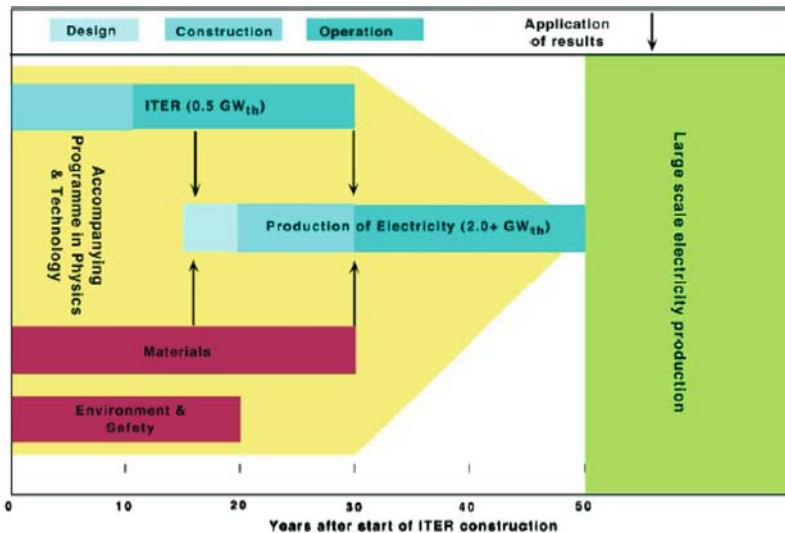 Design
Construction
Operation
Application
of results
ITER (0.5 GWth)
Accompanying
Programme in Physics
& Technology
Production of Electricity (2.0+ GWth)
Materials
Environment &
Safety
Large scale electricity production
0 10 20 30 40 50
Years after start of ITER construction